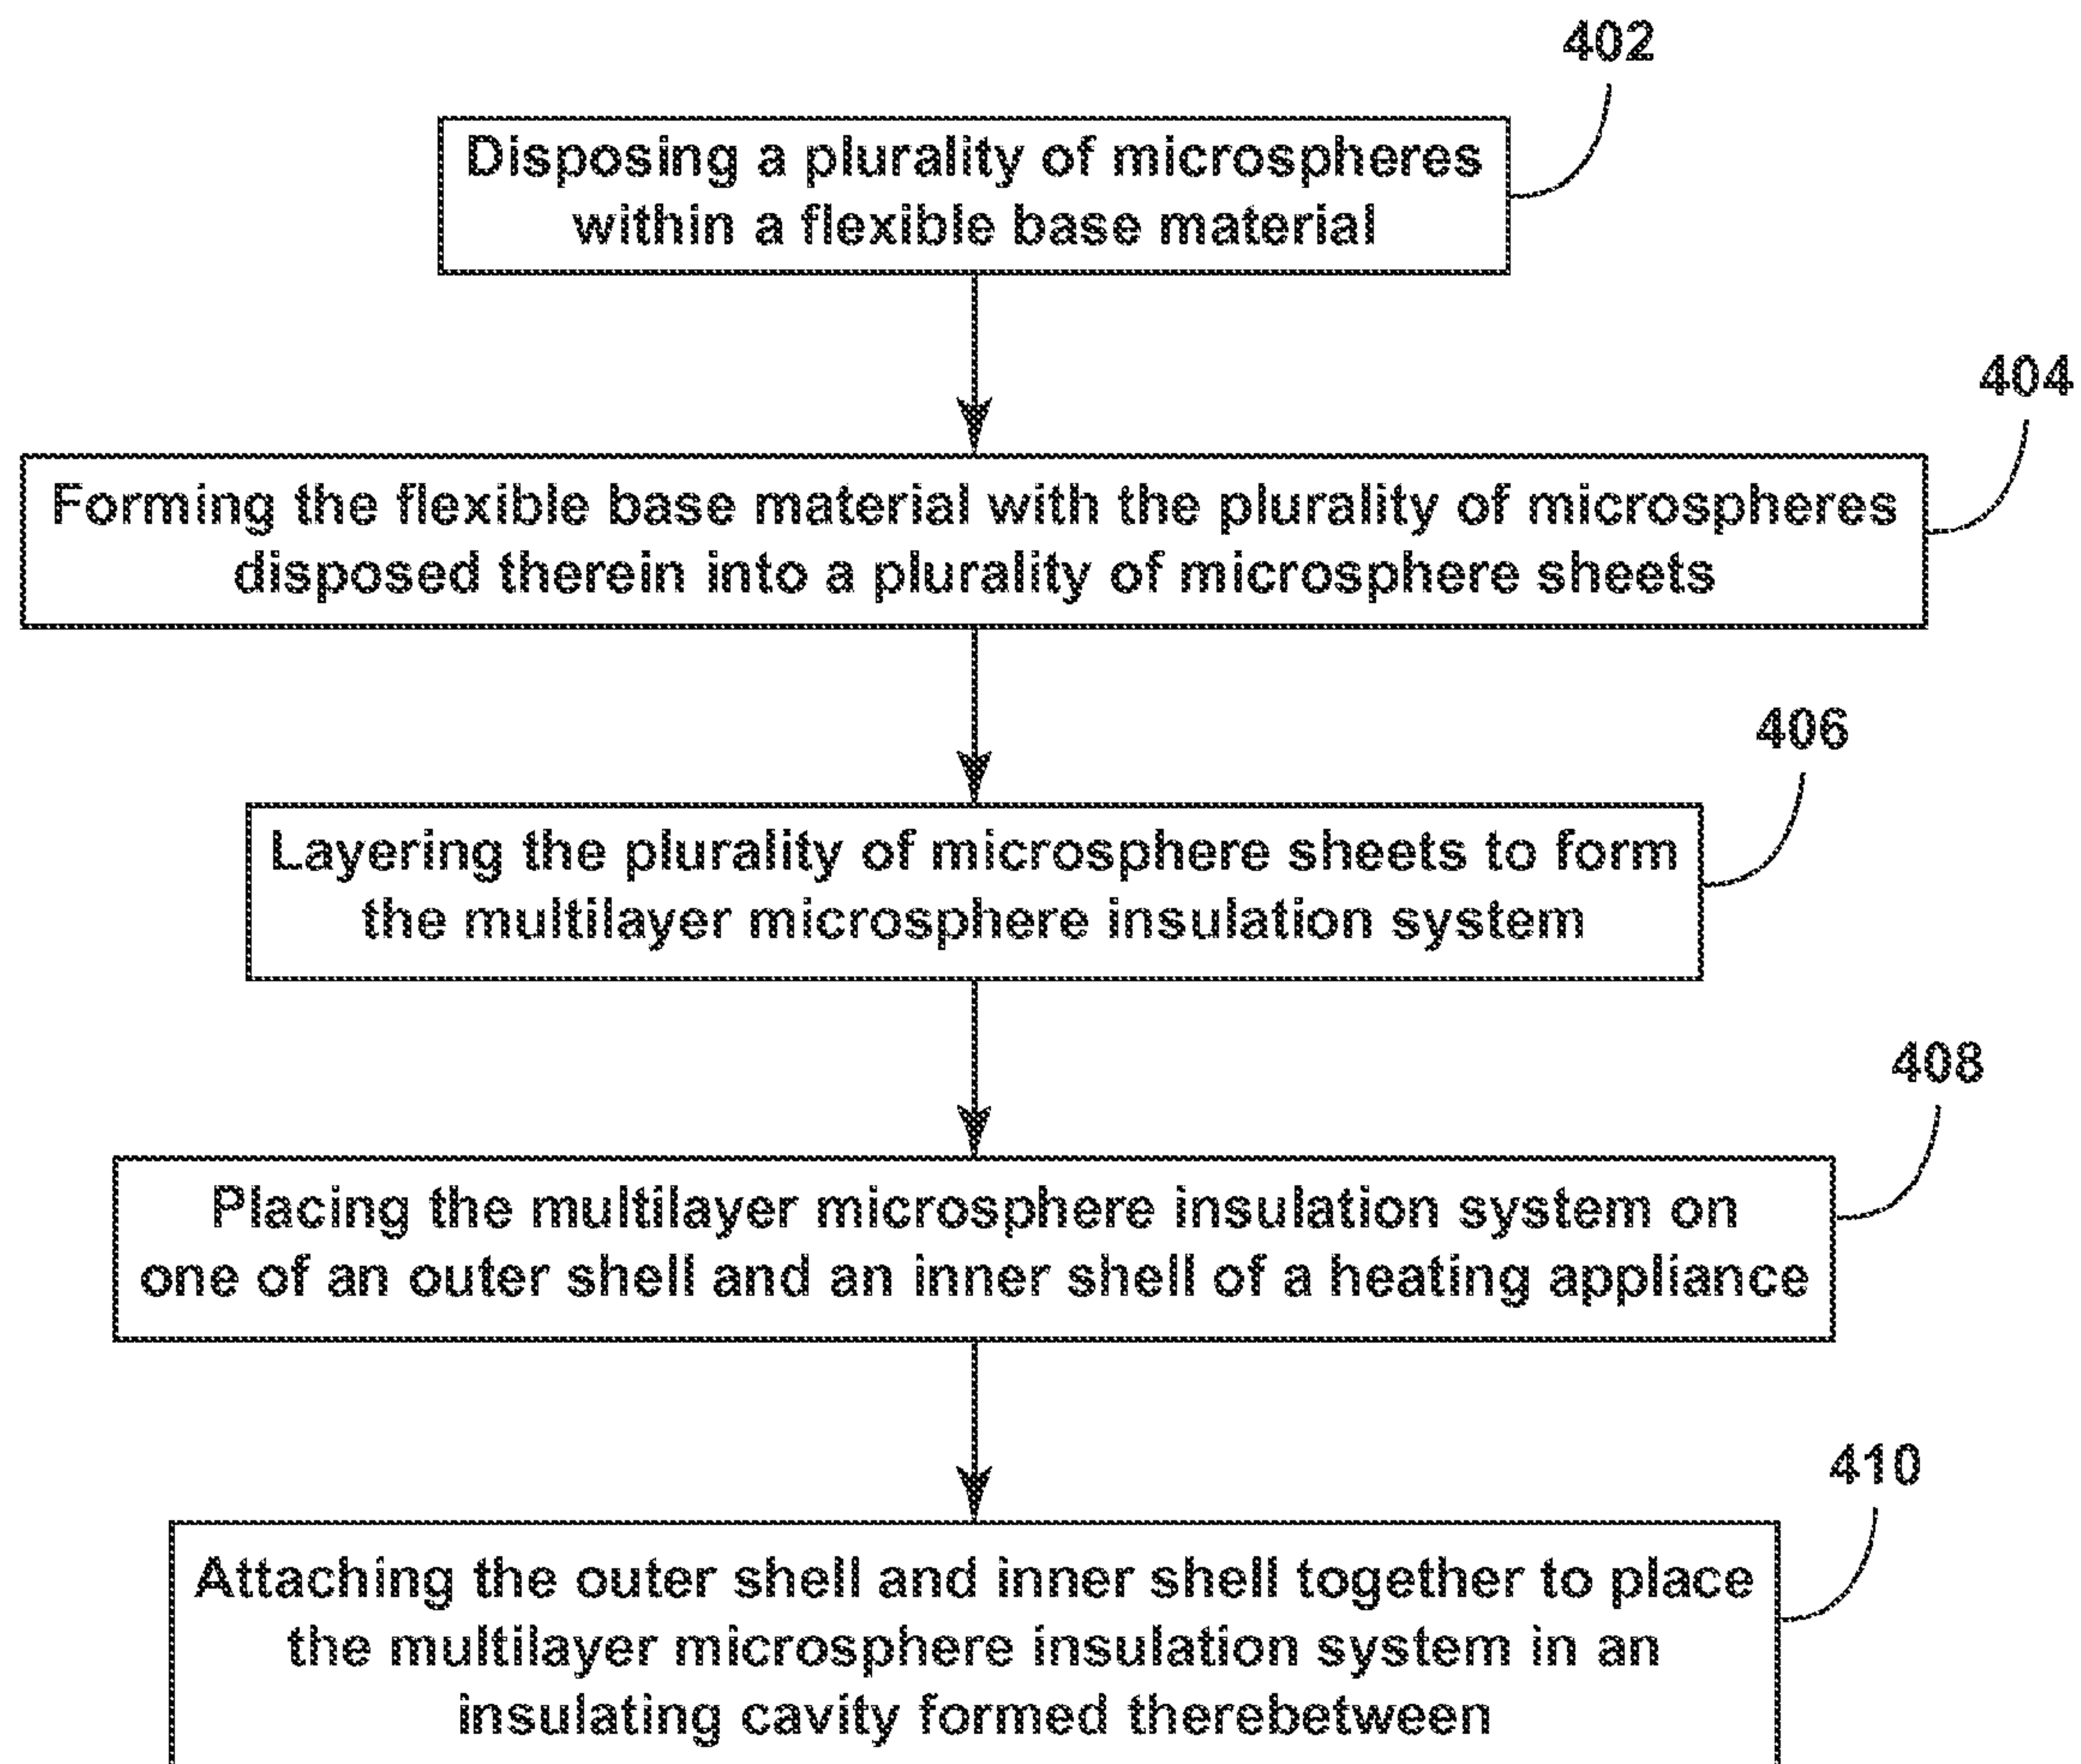 402
Disposing a plurality of microspheres
within a flexible base material
404
Forming the flexible base material with the plurality of microspheres
disposed therein into a plurality of microsphere sheets
406
Layering the plurality of microsphere sheets to form
the multilayer microsphere insulation system
408
Placing the multilayer microsphere insulation system on
one of an outer shell and an inner shell of a heating appliance
410
Attaching the outer shell and inner shell together to place
the multilayer microsphere insulation system in an
insulating cavity formed therebetween